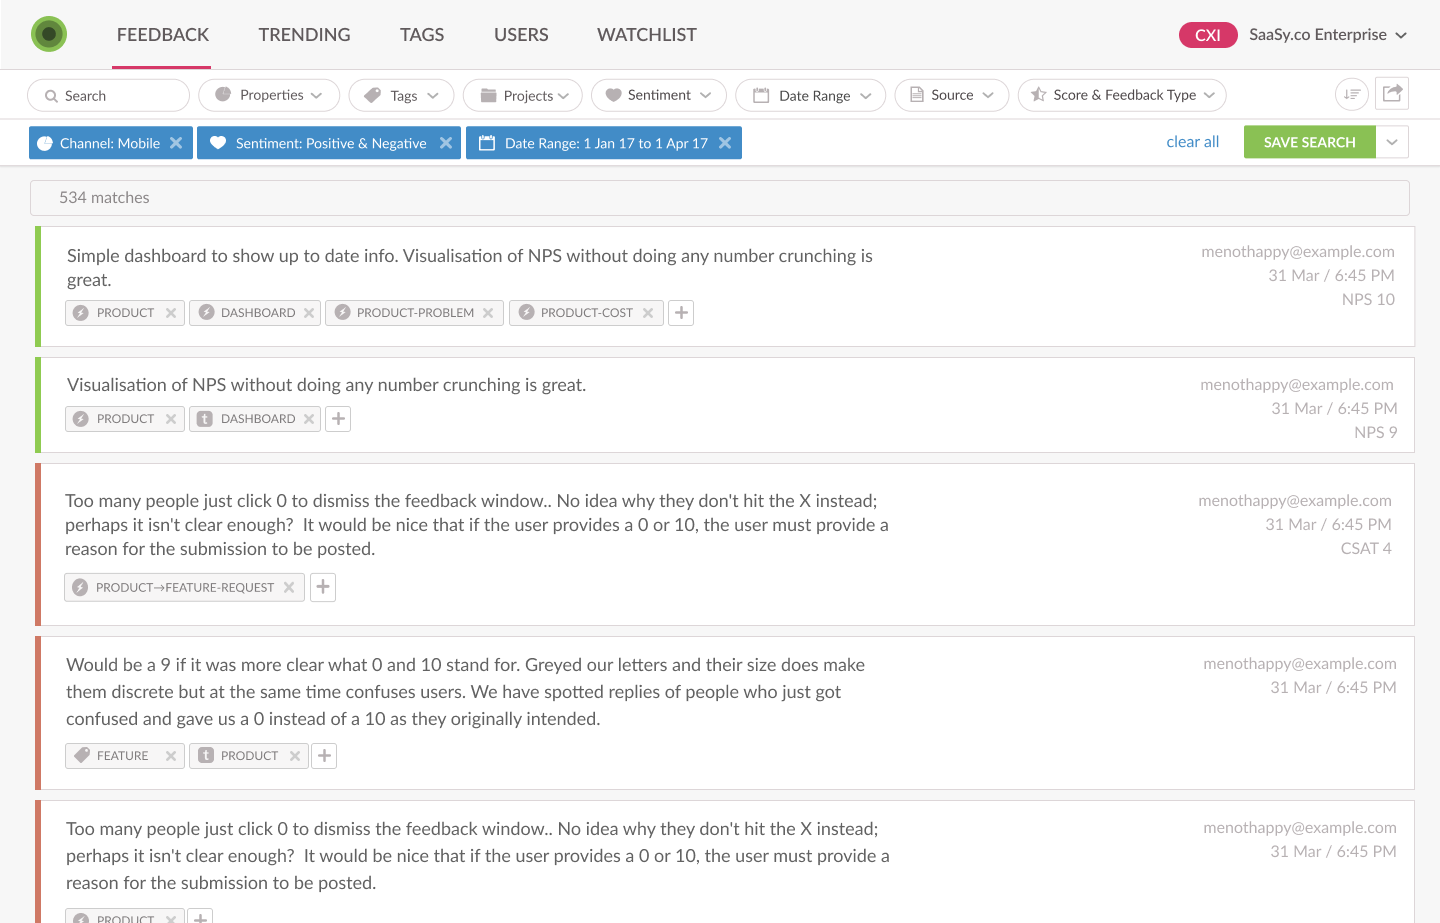 FEEDBACK TRENDING TAGS USERS WATCHLIST CXI SaaSy.co Enterprise
Search Properties Tags Projects Sentiment Date Range Source Score & Feedback Type
Channel: Mobile Sentiment: Positive & Negative Date Range: 1 Jan 17 to 1 Apr 17 clear all SAVE SEARCH
534 matches
Simple dashboard to show up to date info. Visualisation of NPS without doing any number crunching is
great.
PRODUCT DASHBOARD PRODUCT-PROBLEM PRODUCT-COST
menothappy@example.com
31 Mar / 6:45 PM
NPS 10
Visualisation of NPS without doing any number crunching is great.
PRODUCT t DASHBOARD
menothappy@example.com
31 Mar / 6:45 PM
NPS 9
Too many people just click 0 to dismiss the feedback window.. No idea why they don't hit the X instead;
perhaps it isn't clear enough?  It would be nice that if the user provides a 0 or 10, the user must provide a
reason for the submission to be posted.
PRODUCT→FEATURE-REQUEST
menothappy@example.com
31 Mar / 6:45 PM
CSAT 4
Would be a 9 if it was more clear what 0 and 10 stand for. Greyed our letters and their size does make
them discrete but at the same time confuses users. We have spotted replies of people who just got
confused and gave us a 0 instead of a 10 as they originally intended.
FEATURE t PRODUCT
menothappy@example.com
31 Mar / 6:45 PM
Too many people just click 0 to dismiss the feedback window.. No idea why they don't hit the X instead;
perhaps it isn't clear enough?  It would be nice that if the user provides a 0 or 10, the user must provide a
reason for the submission to be posted.
PRODUCT
menothappy@example.com
31 Mar / 6:45 PM